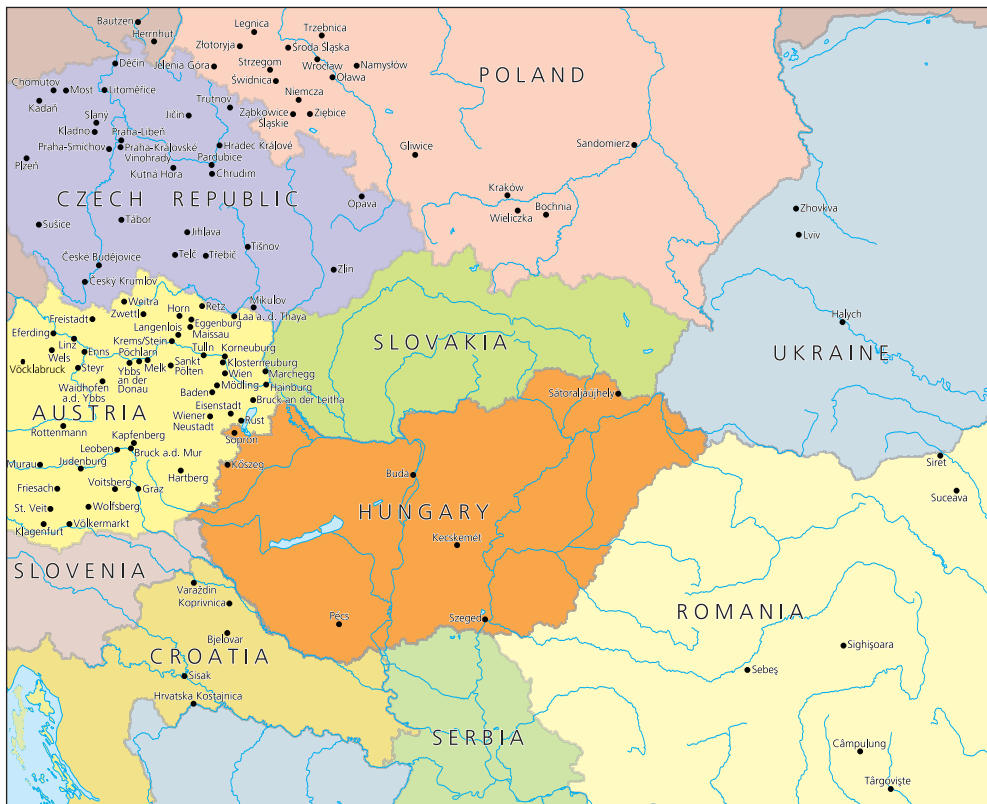 Bautzen
Herrnhut
Legnica
Trzebnica
Złotoryja
Środa Śląska
Děčín
Jelenia Góra
Strzegom
Wrocław
Namysłów
Świdnica
Oława
POLAND
Chomutov
Most
Litoměřice
Kadaň
Trutnov
Niemcza
Ząbkowice
Śląskie
Ziębice
Slaný
Jičín
Kladno
Praha-Libeň
Praha-Smíchov
Praha-Královské
Vinohrady
Hradec Králové
Pardubice
Plzeň
Kutná Hora
Chrudim
Gliwice
Sandomierz
CZECH REPUBLIC
Opava
Kraków
Wieliczka
Bochnia
Zhovkva
Lviv
Sušice
Tábor
Jihlava
Telč
Třebíč
Tišnov
České Budějovice
Zlín
Český Krumlov
Weitra
Retz
Mikulov
Freistadt
Zwettl
Horn
Laa a. d. Thaya
Eggenburg
Eferding
Langenlois
Maissau
Halych
Linz
Krems/Stein
Korneuburg
SLOVAKIA
UKRAINE
Wels
Enns
Pöchlarn
Tulln
Klosterneuburg
Vöcklabruck
Steyr
Ybbs
an der
Donau
Melk
Sankt
Pölten
Wien
Marchegg
Mödling
Hainburg
Waidhofen
a.d. Ybbs
Baden
Bruck an der Leitha
Sátoraljaújhely
AUSTRIA
Eisenstadt
Wiener
Neustadt
Rust
Rottenmann
Sopron
Kapfenberg
Leoben
Bruck a.d. Mur
Murau
Judenburg
Hartberg
Kőszeg
Buda
Siret
Friesach
Voitsberg
Graz
Suceava
St. Veit
Wolfsberg
HUNGARY
Klagenfurt
Völkermarkt
Kecskemét
SLOVENIA
Varaždin
Koprivnica
ROMANIA
Pécs
Szeged
Bjelovar
Sighişoara
CROATIA
Sebeş
Sisak
Hrvatska Kostajnica
SERBIA
Câmpulung
Târgovişte